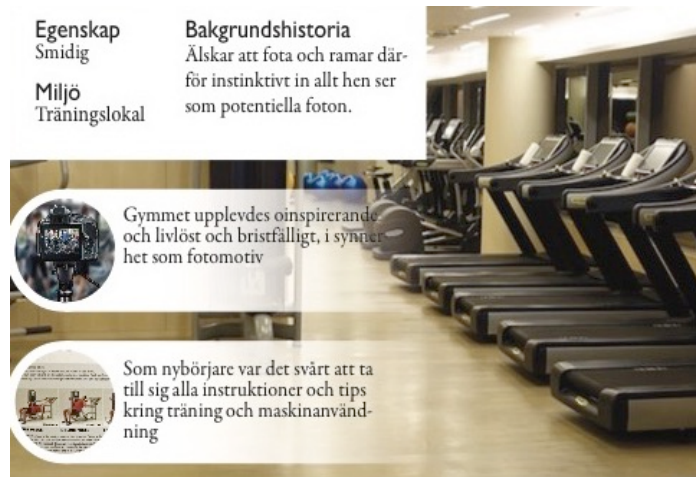 Egenskap
Smidig
Miljö
Träningslokal
Bakgrundshistoria
Älskar att fota och ramar där-
för instinktivt in allt hen ser
som potentiella foton.
Gymmet upplevdes oinspirerande
och livlöst och bristfälligt, i synner-
het som fotomotiv
Som nybörjare var det svårt att ta
till sig alla instruktioner och tips
kring träning och maskinanvänd-
ning